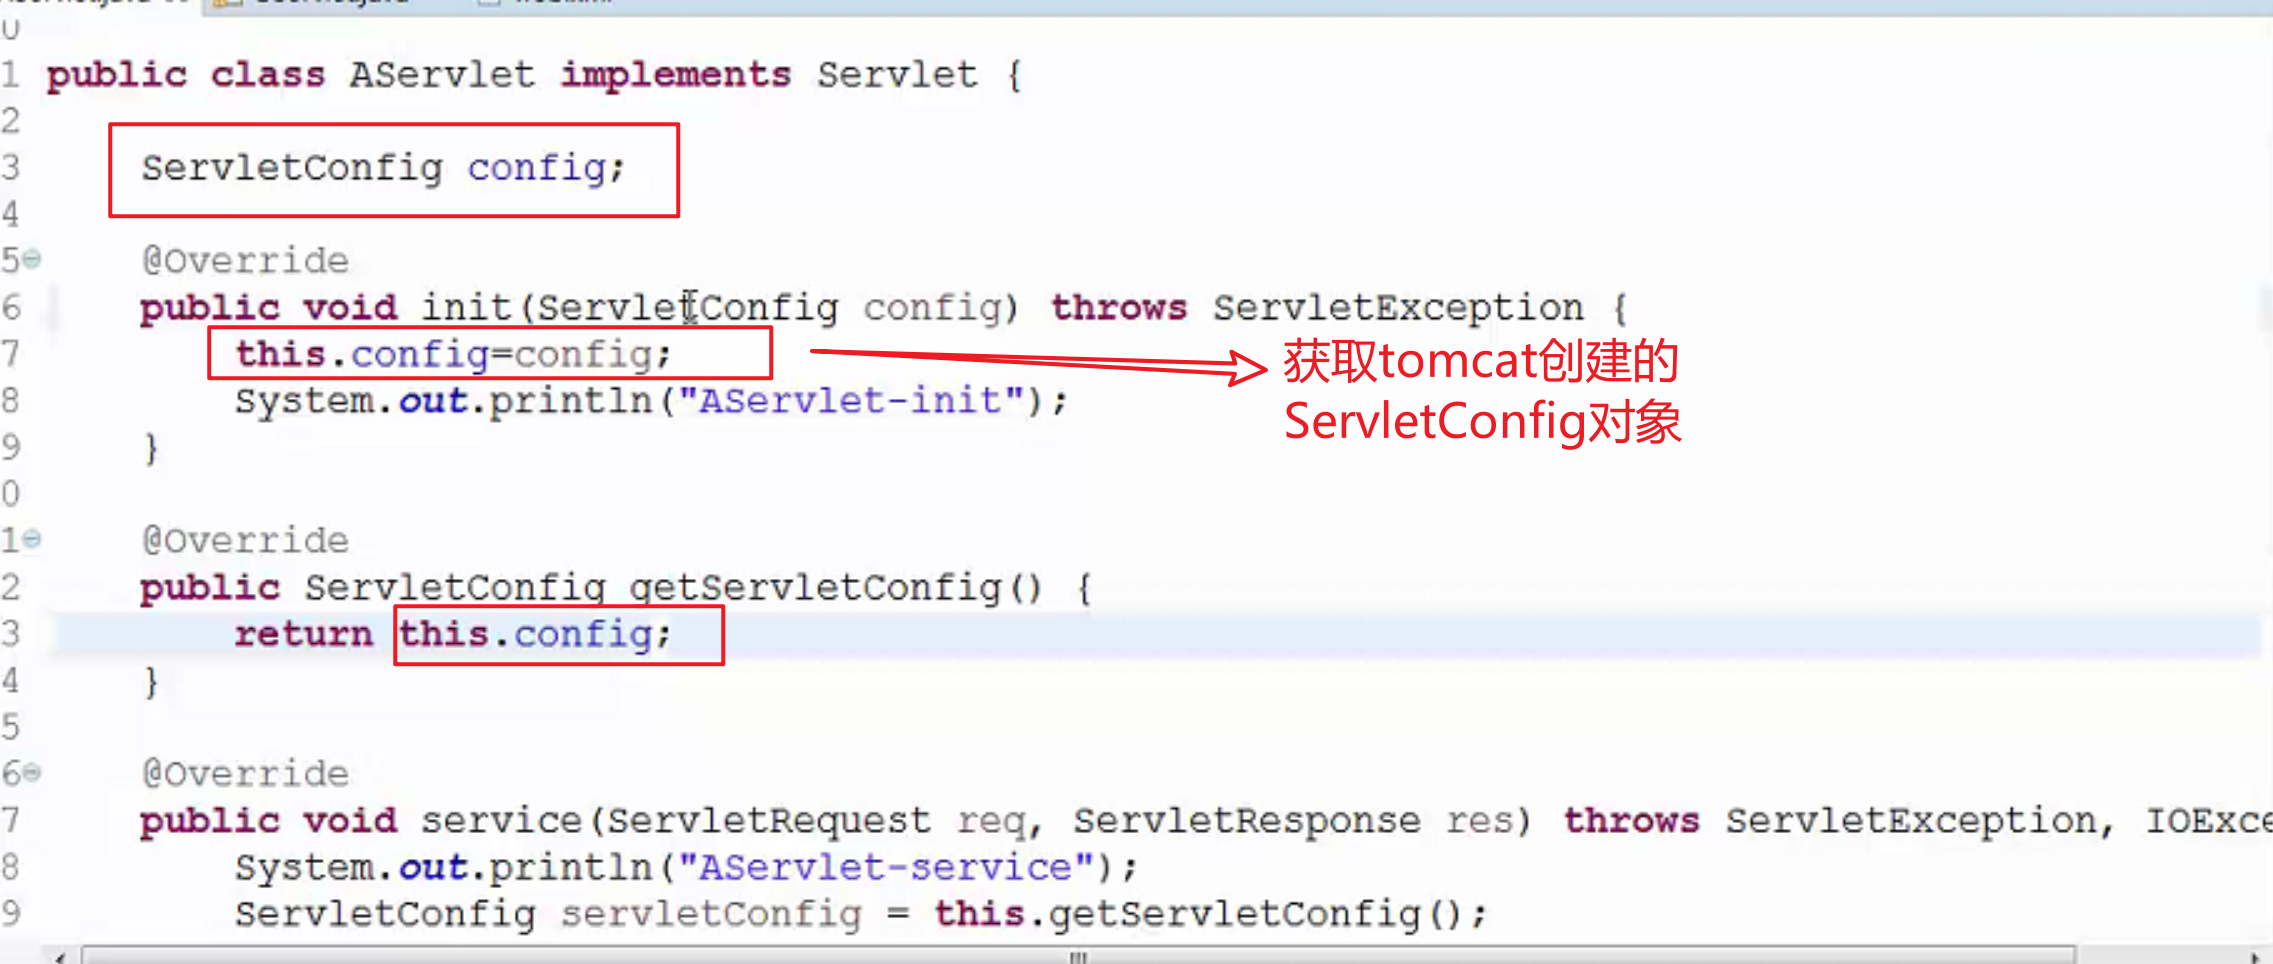 0
1 public class AServlet implements Servlet {
2
3 ServletConfig config;
4
5 @Override
6 public void init(ServletConfig config) throws ServletException {
7 this.config=config;
获取tomcat创建的
ServletConfig对象
8 System.out.println("AServlet-init");
9 }
0
1 @Override
2 public ServletConfig getServletConfig() {
3 return this.config;
4 }
5
6 @Override
7 public void service(ServletRequest req, ServletResponse res) throws ServletException, IOExce
8 System.out.println("AServlet-service");
9 ServletConfig servletConfig = this.getServletConfig();